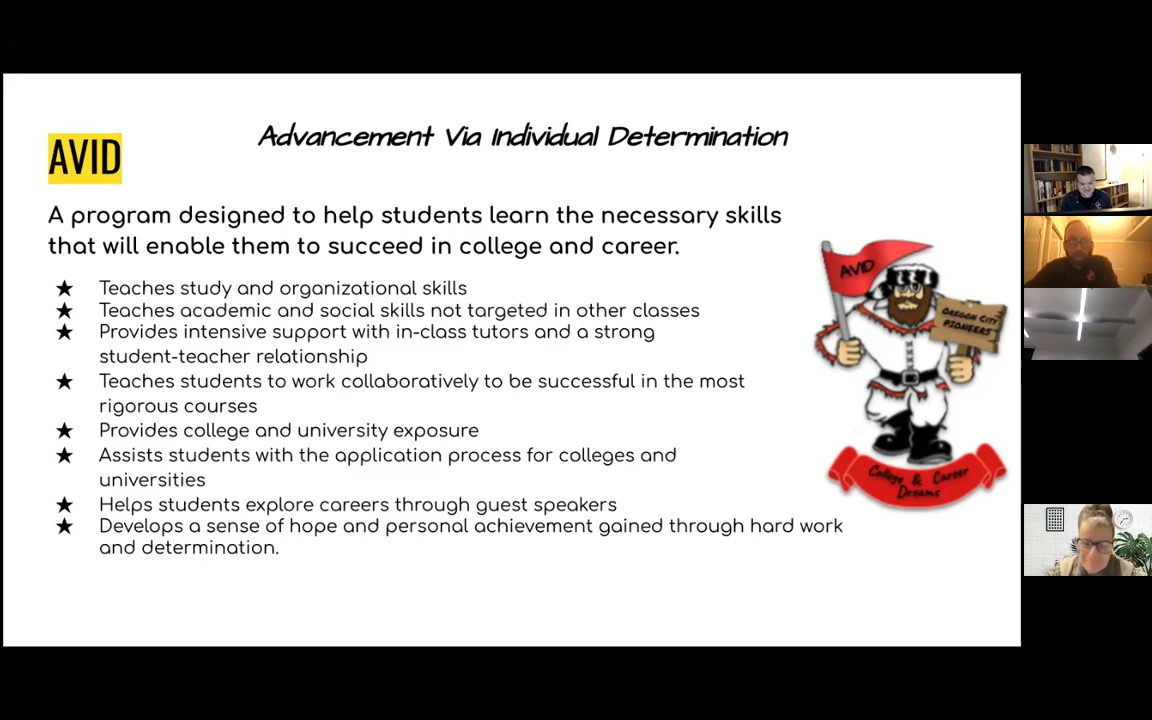 AVID
Advancement Via Individual Determination
A program designed to help students learn the necessary skills
that will enable them to succeed in college and career.
★ Teaches study and organizational skills
★ Teaches academic and social skills not targeted in other classes
★ Provides intensive support with in-class tutors and a strong
student-teacher relationship
★ Teaches students to work collaboratively to be successful in the most
rigorous courses
★ Provides college and university exposure
★ Assists students with the application process for colleges and
universities
★ Helps students explore careers through guest speakers
★ Develops a sense of hope and personal achievement gained through hard work
and determination.
AVID
OREGON CITY
PIONEERS
College & Career
Dreams